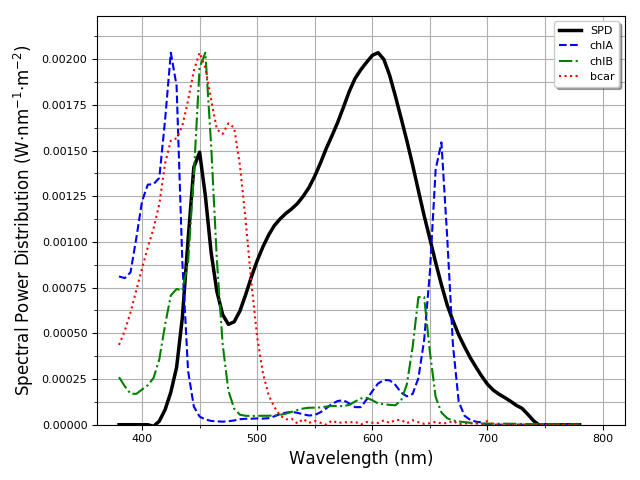 SPD
chlA
chlB
bcar
0.00200
0.00175
0.00150
0.00125
0.00100
0.00075
0.00050
0.00025
0.00000
Spectral Power Distribution (W·nm⁻¹·m⁻²)
400 500 600 700 800
Wavelength (nm)